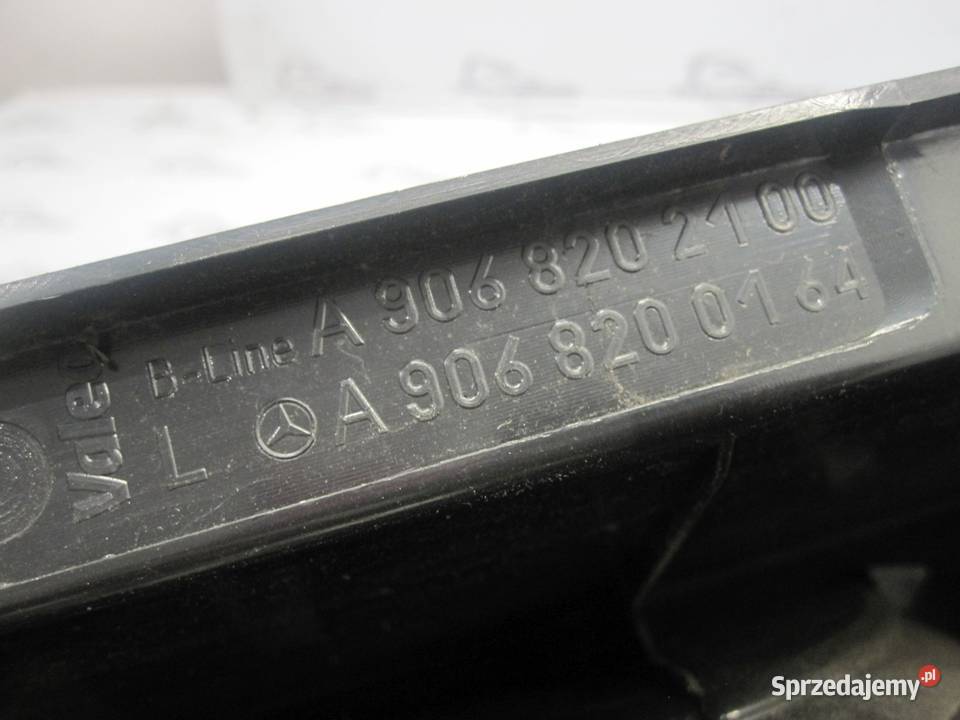 Valeo
B-Line A 906 820 21 00
L A 906 820 01 64
Sprzedajemy.pl